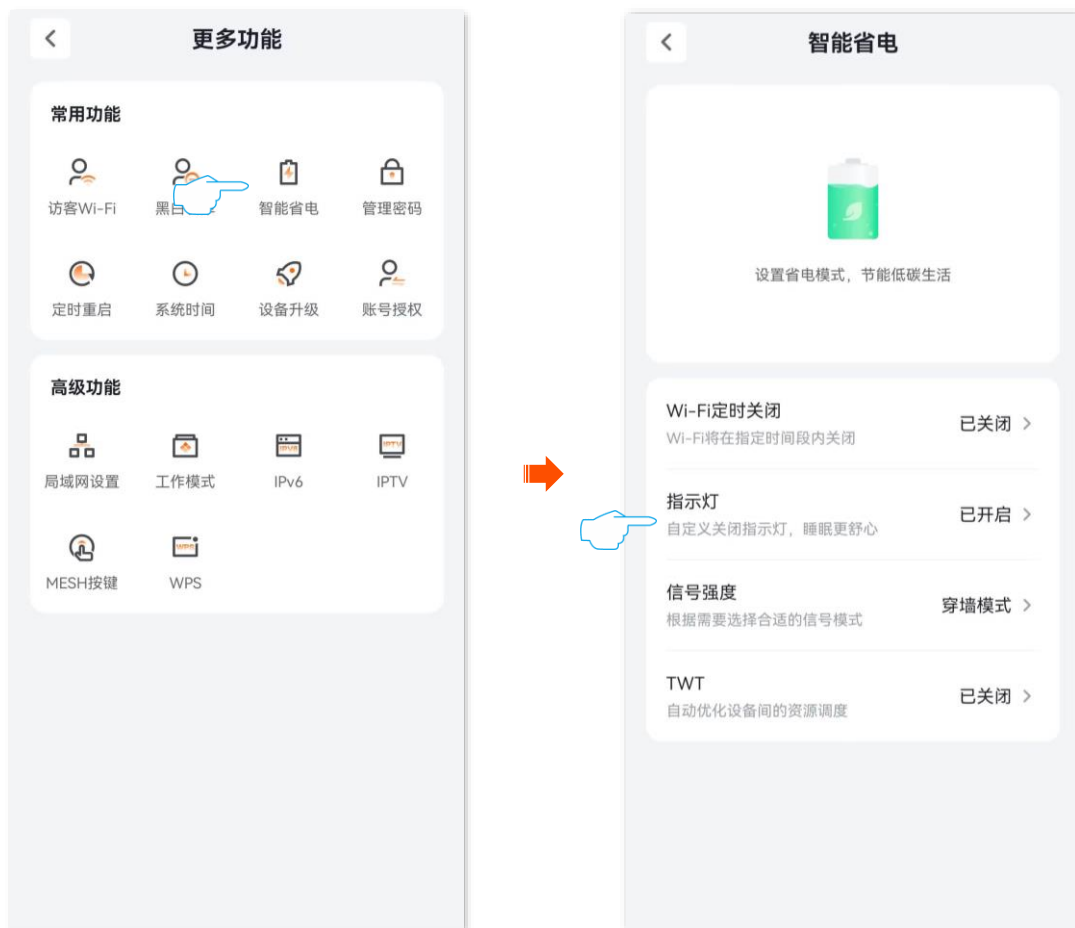 更多功能
常用功能
访客Wi-Fi
黑白
智能省电
管理密码
定时重启
系统时间
设备升级
账号授权
高级功能
局域网设置
工作模式
IPv6
IPTV
MESH按键
WPS
智能省电
设置省电模式，节能低碳生活
Wi-Fi定时关闭
已关闭
Wi-Fi将在指定时间段内关闭
指示灯
已开启
自定义关闭指示灯，睡眠更舒心
信号强度
穿墙模式
根据需要选择合适的信号模式
TWT
已关闭
自动优化设备间的资源调度